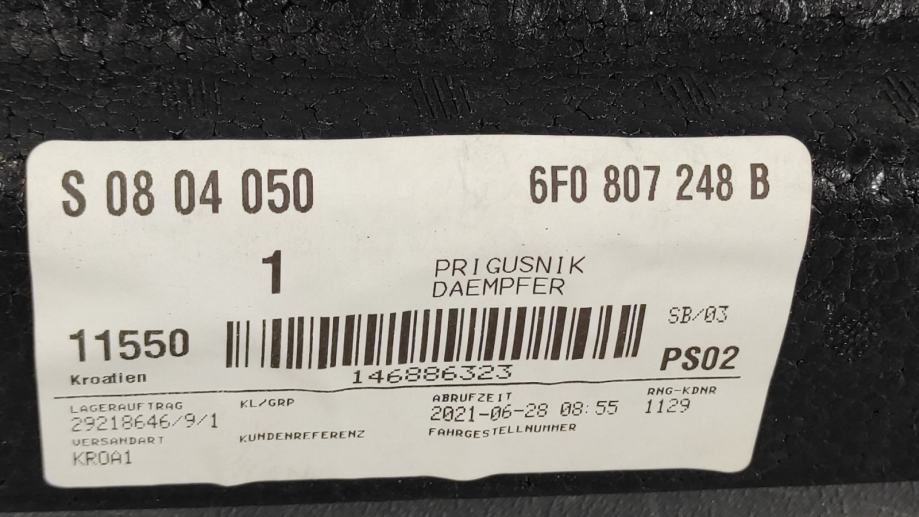 S 08 04 050
6F0 807 248 B
1
PRIGUSNIK
DAEMPFER
SB/03
11550
Kroatien
146886323
PS02
LAGERAUFTRAG
29218646/9/1
KL/GRP
ABRUFZEIT
2021-06-28 08:55
RNG-KDNR
1129
VERSANDART
KROA1
KUNDENREFERENZ
FAHRGESTELLNUMMER